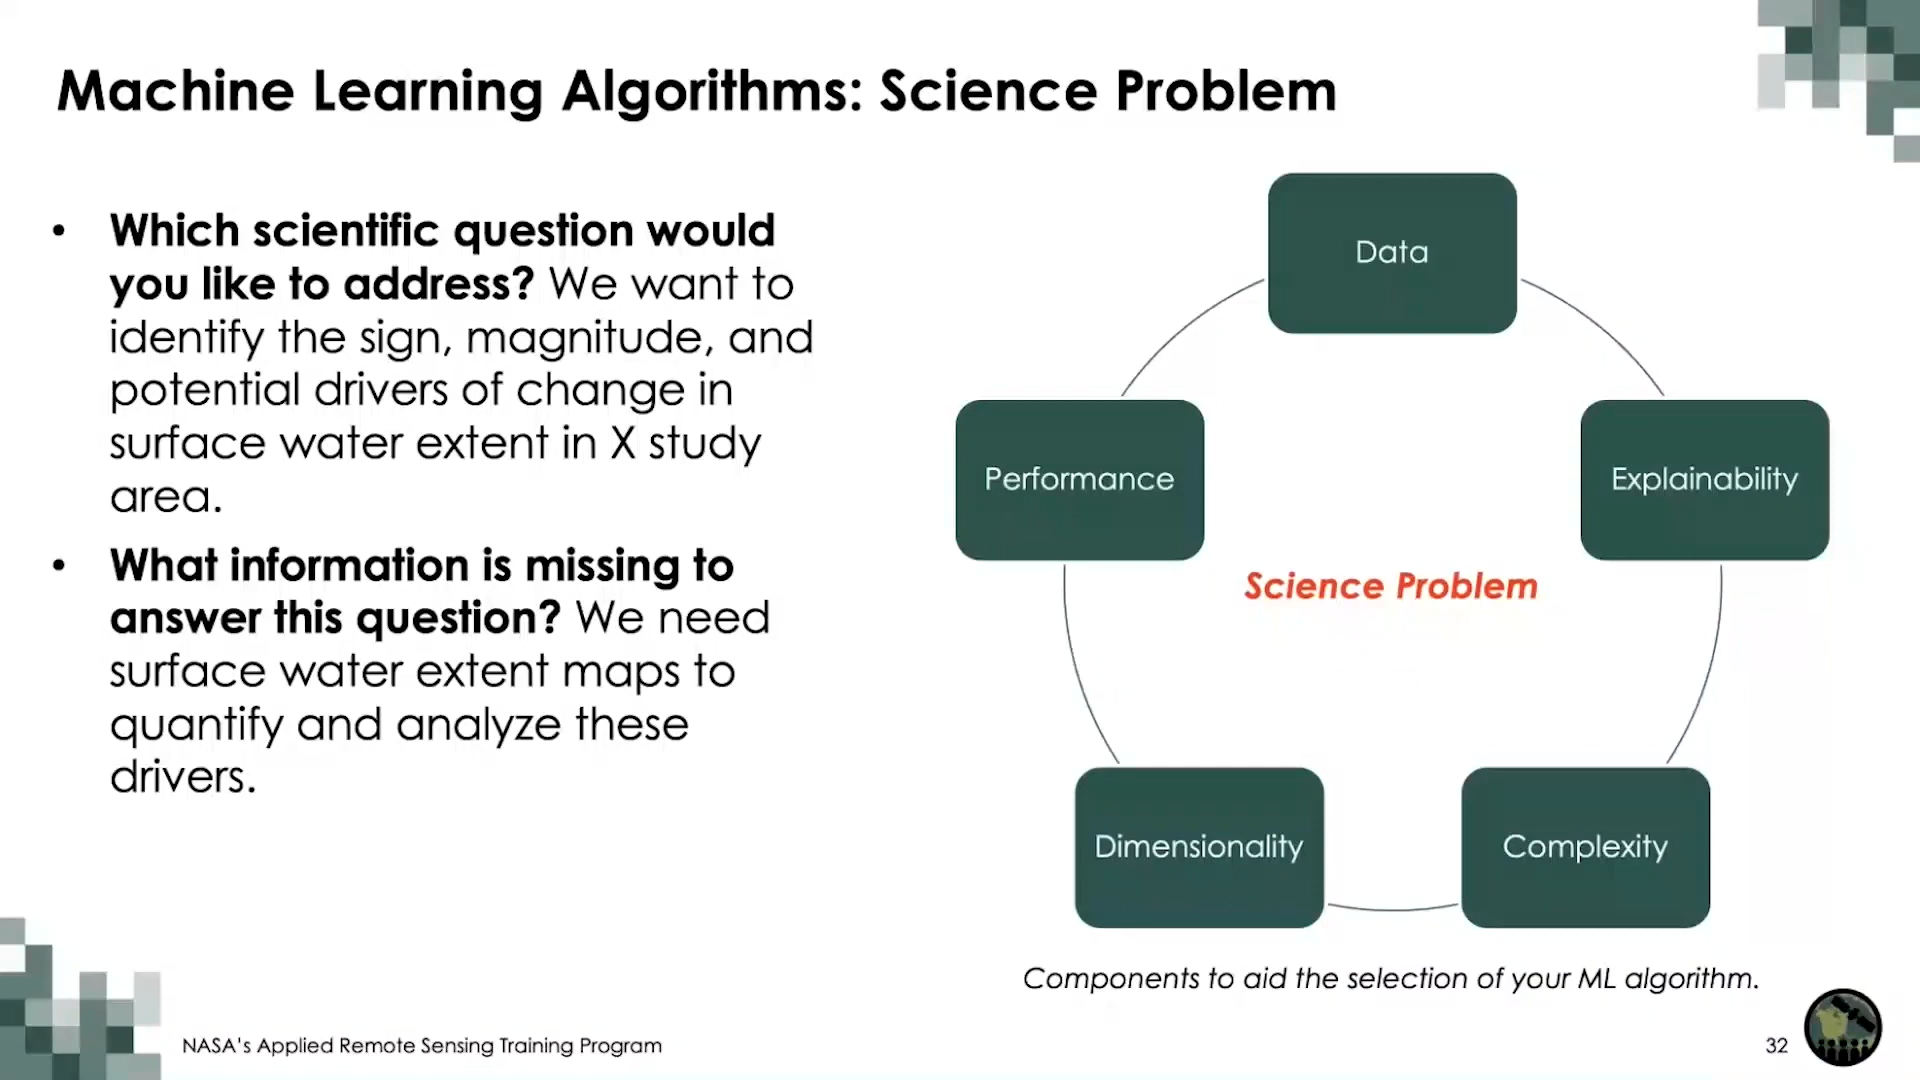 Machine Learning Algorithms: Science Problem
• Which scientific question would
you like to address? We want to
identify the sign, magnitude, and
potential drivers of change in
surface water extent in X study
area.
• What information is missing to
answer this question? We need
surface water extent maps to
quantify and analyze these
drivers.
Data
Performance
Explainability
Science Problem
Dimensionality
Complexity
Components to aid the selection of your ML algorithm.
NASA's Applied Remote Sensing Training Program
32